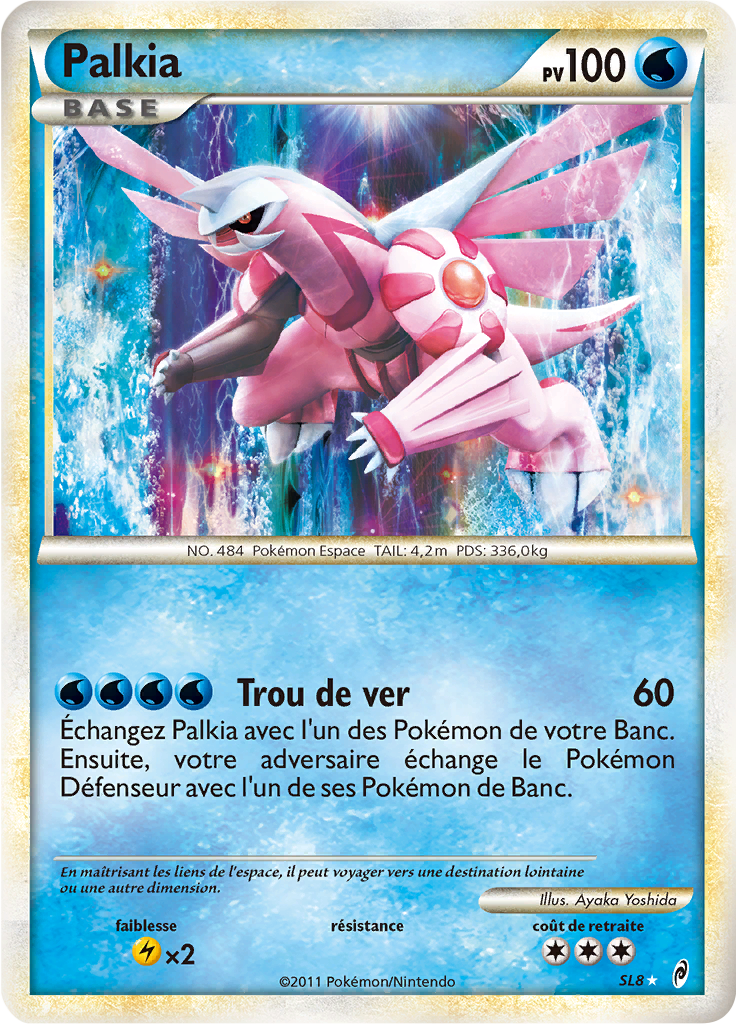 Palkia
PV100
BASE
NO. 484 Pokémon Espace TAIL: 4,2m PDS: 336,0kg
Trou de ver 60
Échangez Palkia avec l'un des Pokémon de votre Banc.
Ensuite, votre adversaire échange le Pokémon
Défenseur avec l'un de ses Pokémon de Banc.
En maîtrisant les liens de l'espace, il peut voyager vers une destination lointaine
ou une autre dimension.
Illus. Ayaka Yoshida
faiblesse résistance coût de retraite
×2
©2011 Pokémon/Nintendo SL8